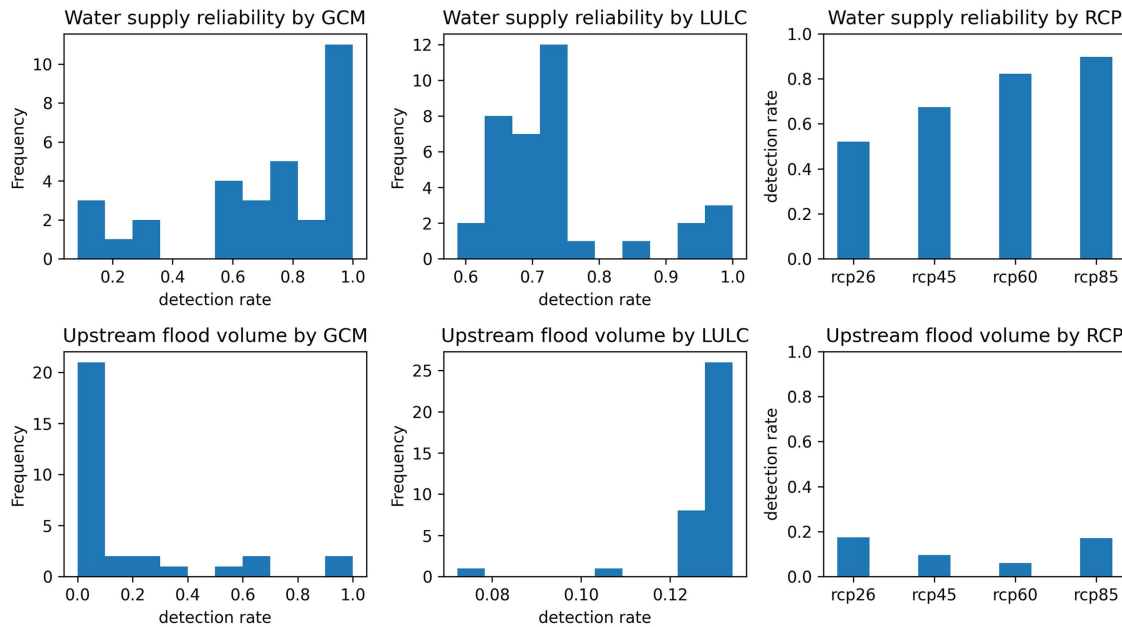 Water supply reliability by GCM
Frequency
10
8
6
4
2
0
0.2 0.4 0.6 0.8 1.0
detection rate
Water supply reliability by LULC
Frequency
12
10
8
6
4
2
0
0.6 0.7 0.8 0.9 1.0
detection rate
Water supply reliability by RCP
detection rate
1.0
0.8
0.6
0.4
0.2
0.0
rcp26 rcp45 rcp60 rcp85
Upstream flood volume by GCM
Frequency
20
15
10
5
0
0.0 0.2 0.4 0.6 0.8 1.0
detection rate
Upstream flood volume by LULC
Frequency
25
20
15
10
5
0
0.08 0.10 0.12
detection rate
Upstream flood volume by RCP
detection rate
1.0
0.8
0.6
0.4
0.2
0.0
rcp26 rcp45 rcp60 rcp85